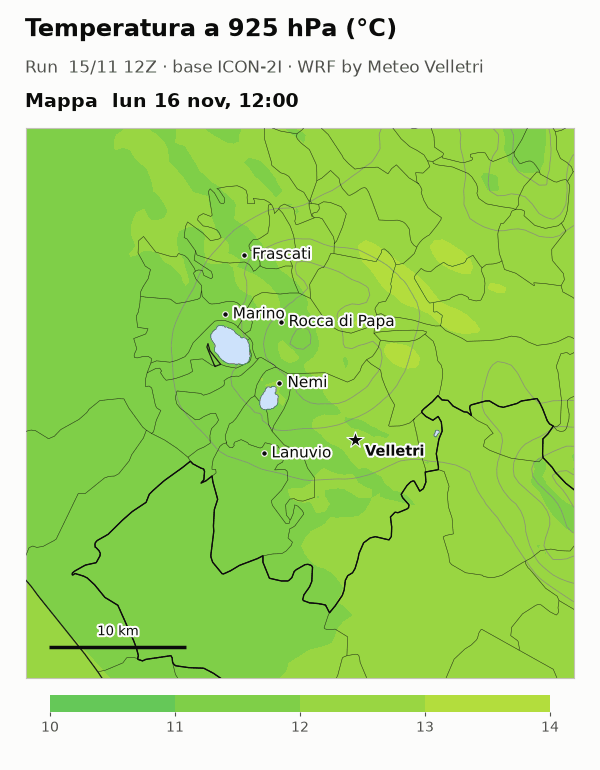 Temperatura a 925 hPa (°C)
Run  15/11 12Z · base ICON-2I · WRF by Meteo Velletri
Mappa  lun 16 nov, 12:00
Frascati
Marino
Rocca di Papa
Nemi
Velletri
Lanuvio
10 km
10 11 12 13 14